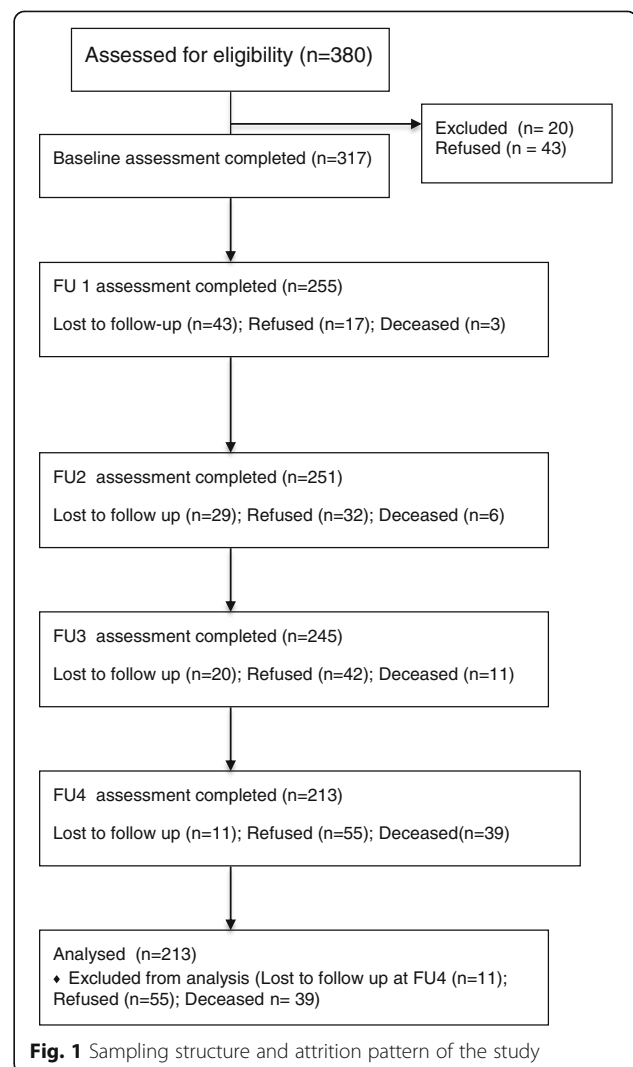 Assessed for eligibility (n=380)
Excluded (n= 20)
Refused (n = 43)
Baseline assessment completed (n=317)
FU 1 assessment completed (n=255)
Lost to follow-up (n=43); Refused (n=17); Deceased (n=3)
FU2 assessment completed (n=251)
Lost to follow up (n=29); Refused (n=32); Deceased (n=6)
FU3 assessment completed (n=245)
Lost to follow up (n=20); Refused (n=42); Deceased (n=11)
FU4 assessment completed (n=213)
Lost to follow up (n=11); Refused (n=55); Deceased(n=39)
Analysed (n=213)
♦ Excluded from analysis (Lost to follow up at FU4 (n=11);
Refused (n=55); Deceased n= 39)
Fig. 1 Sampling structure and attrition pattern of the study